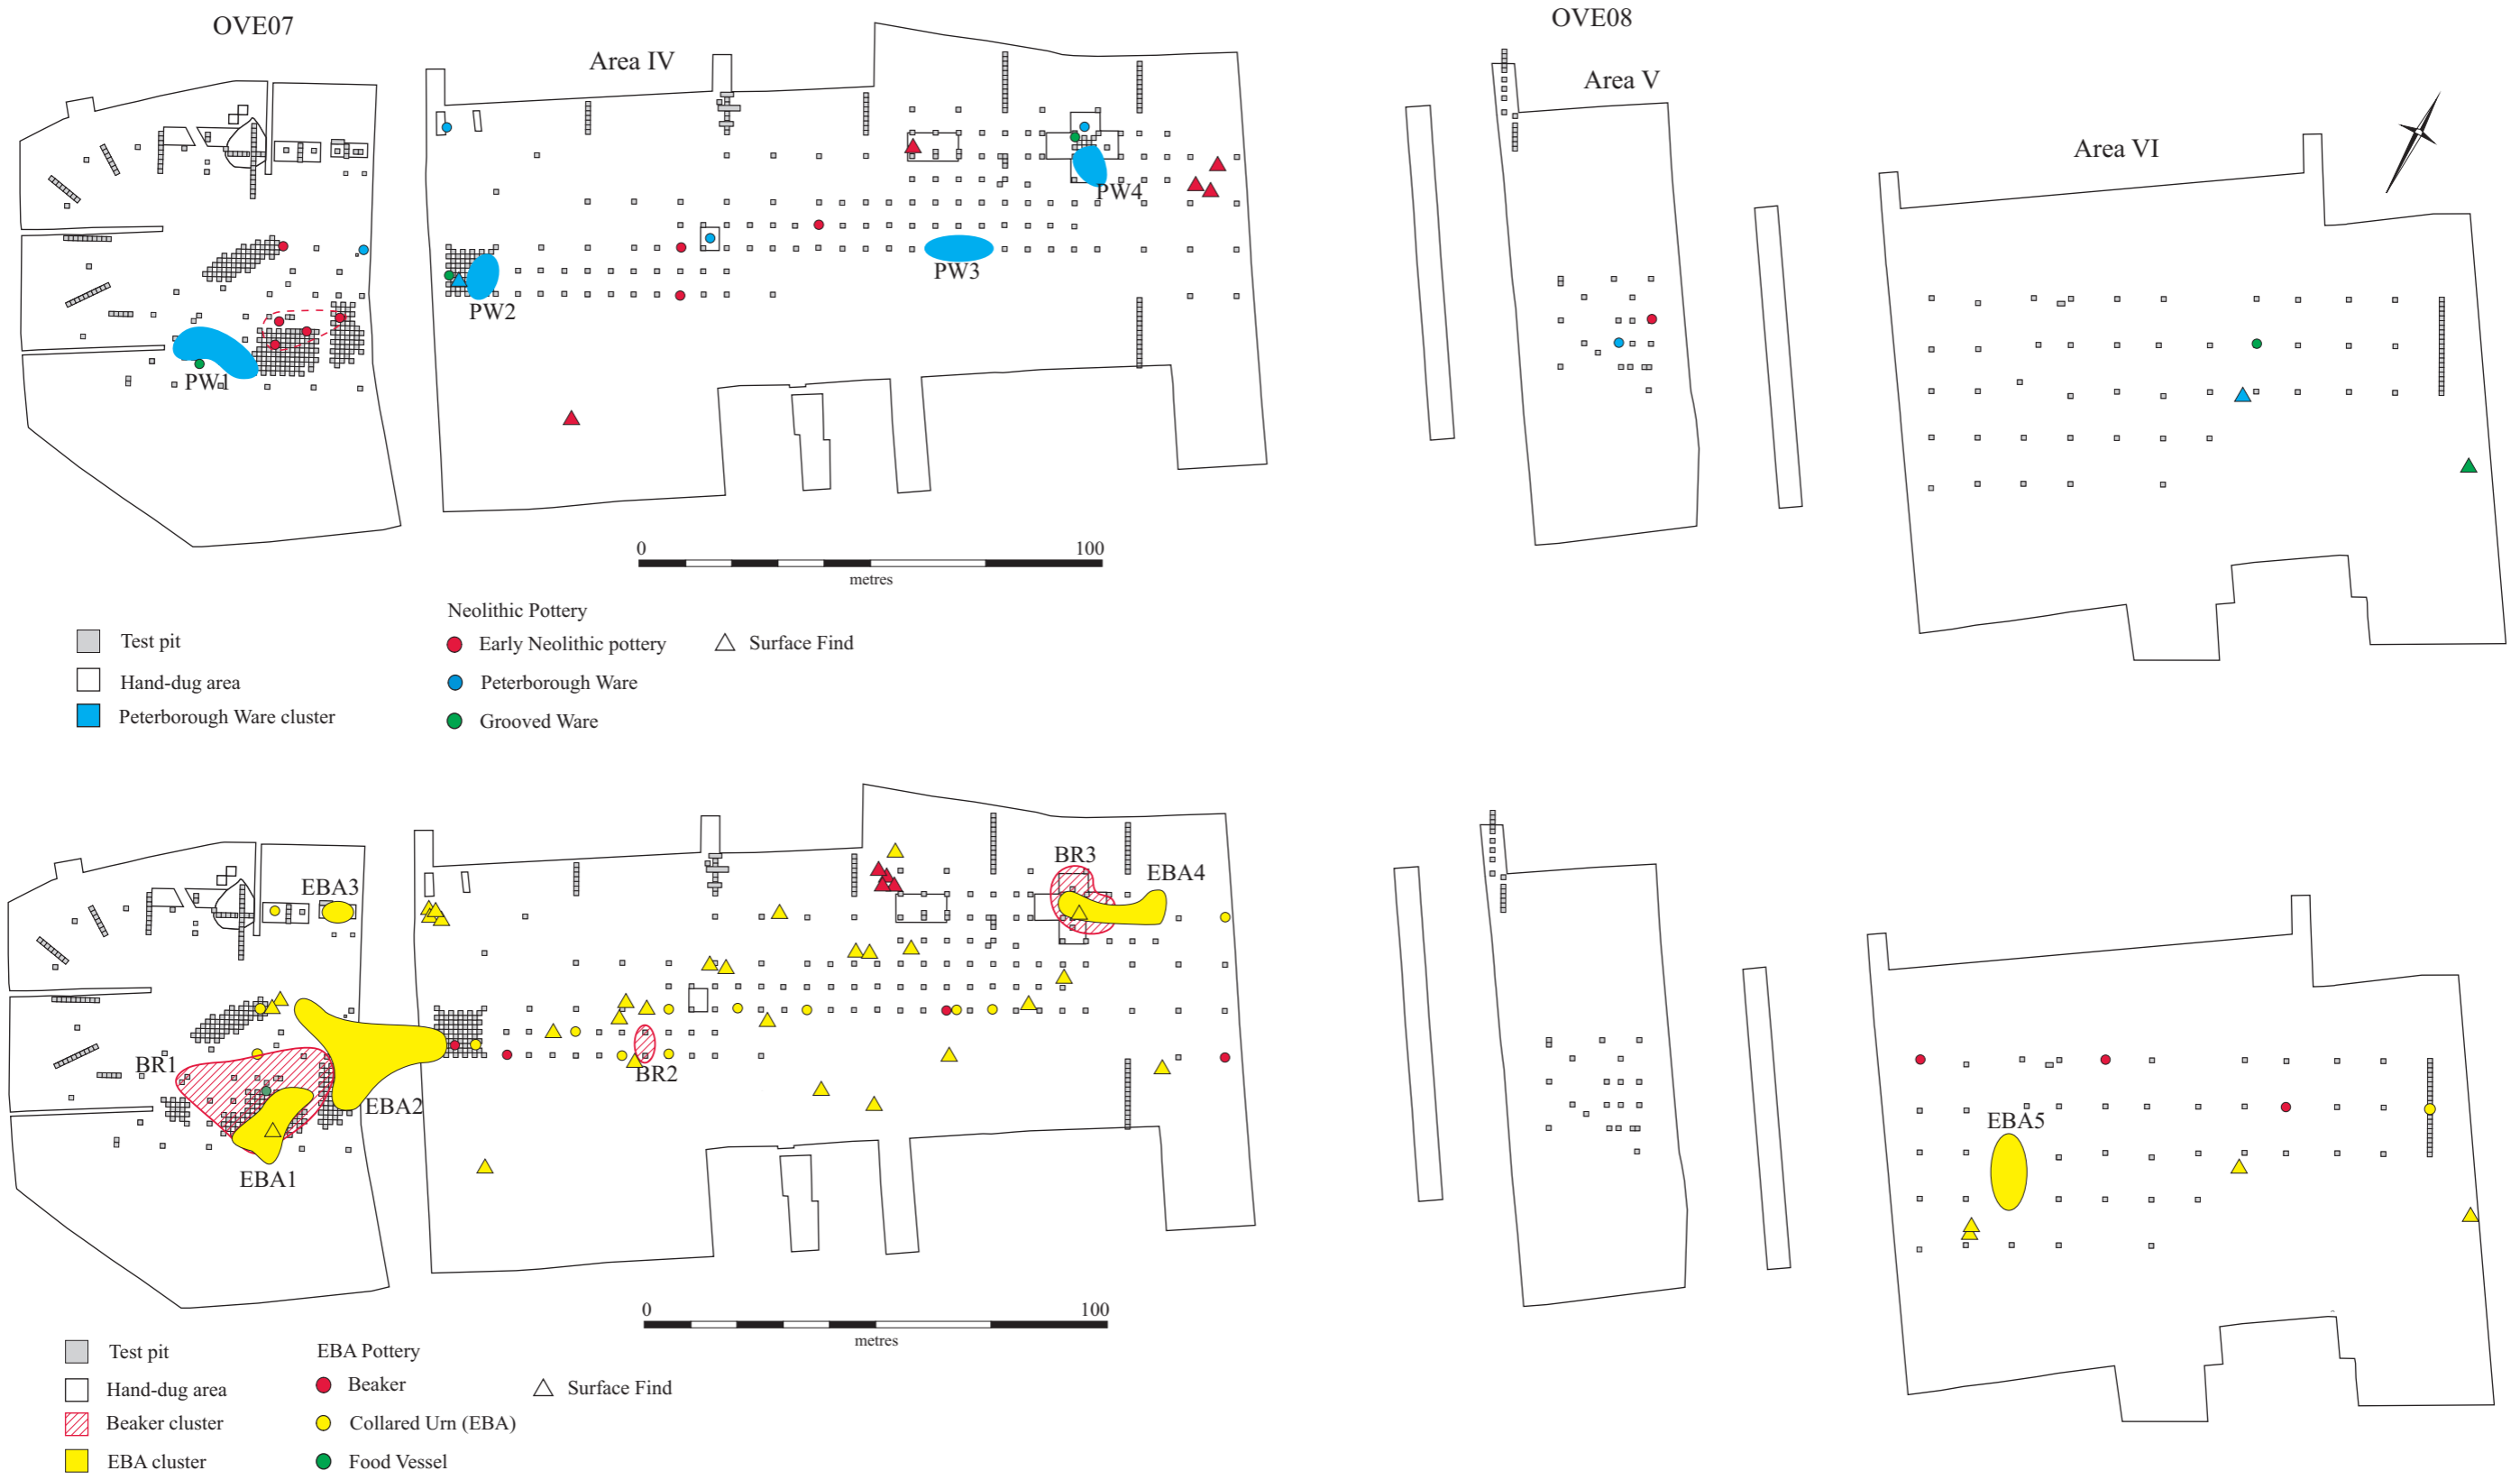 OVE07
OVE08
Area IV
Area V
Area VI
PW4
PW3
PW2
PW1
0 100
metres
Neolithic Pottery
Test pit
Early Neolithic pottery
Surface Find
Hand-dug area
Peterborough Ware
Peterborough Ware cluster
Grooved Ware
BR3
EBA4
EBA3
BR1
BR2
EBA2
EBA5
EBA1
0 100
metres
Test pit
EBA Pottery
Hand-dug area
Beaker
Surface Find
Beaker cluster
Collared Urn (EBA)
EBA cluster
Food Vessel